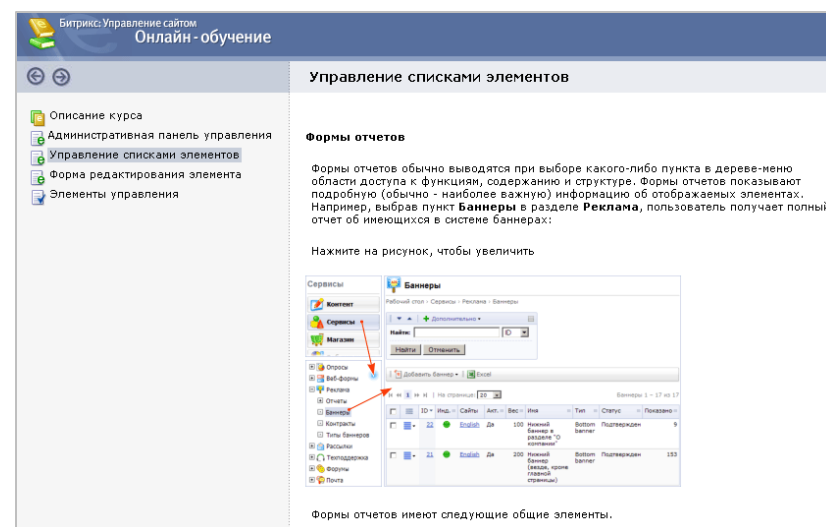 Битрикс: Управление сайтом
Онлайн - обучение
Управление списками элементов
Описание курса
Административная панель управления
Управление списками элементов
Форма редактирования элемента
Элементы управления
Формы отчетов
Формы отчетов обычно выводятся при выборе какого-либо пункта в дереве-меню
области доступа к функциям, содержанию и структуре. Формы отчетов показывают
подробную (обычно - наиболее важную) информацию об отображаемых элементах.
Например, выбрав пункт Баннеры в разделе Реклама, пользователь получает полный
отчет об имеющихся в системе баннерах:
Нажмите на рисунок, чтобы увеличить
Сервисы
Контент
Сервисы
Магазин
Опросы
Веб-формы
Реклама
Отчаты
Баннеры
Контракты
Типы баннеров
Рассылки
Техподдержка
Форумы
Почта
Баннеры
Рабочий стол › Сервисы › Реклама › Баннеры
Дополнительно
Найти: ID
Найти Отменить
Добавить баннер Excel
1 На странице: 20 Баннеры 1 – 17 из 17
ID Инд. Сайты Акт. Вес Имя Тип Статус Показано
22 English Да 100 Нижний баннер в разделе "О компании" Bottom banner Подтвержден 9
21 English Да 200 Нижний баннер (везде, кроме главной страницы) Bottom banner Подтвержден 153
Формы отчетов имеют следующие общие элементы.